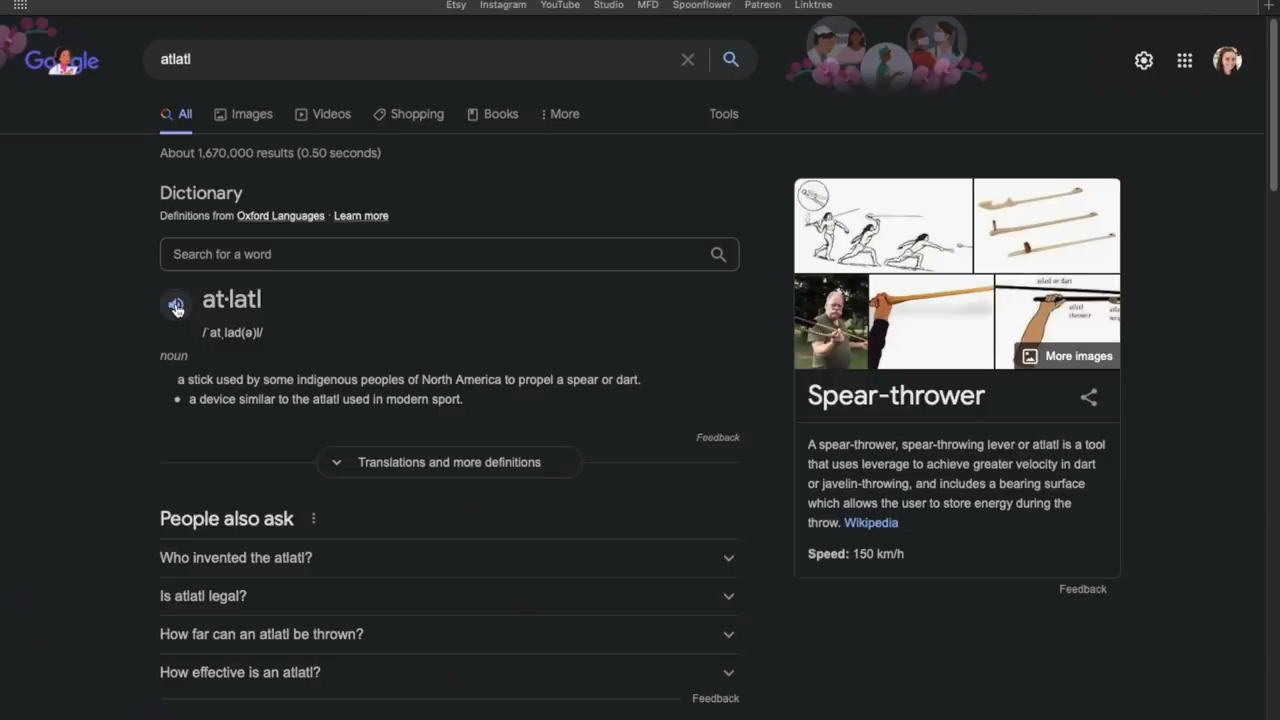 Etsy Instagram YouTube Studio MFD Spoonflower Patreon Linktree
Google
atlatl
All Images Videos Shopping Books More Tools
About 1,670,000 results (0.50 seconds)
Dictionary
Definitions from Oxford Languages · Learn more
Search for a word
at·latl
/ˈatˌlad(ə)l/
noun
a stick used by some indigenous peoples of North America to propel a spear or dart.
• a device similar to the atlatl used in modern sport.
Feedback
Translations and more definitions
People also ask
Who invented the atlatl?
Is atlatl legal?
How far can an atlatl be thrown?
How effective is an atlatl?
Feedback
atlatl or dart
atlatl
thrower
More images
Spear-thrower
A spear-thrower, spear-throwing lever or atlatl is a tool
that uses leverage to achieve greater velocity in dart
or javelin-throwing, and includes a bearing surface
which allows the user to store energy during the
throw. Wikipedia
Speed: 150 km/h
Feedback